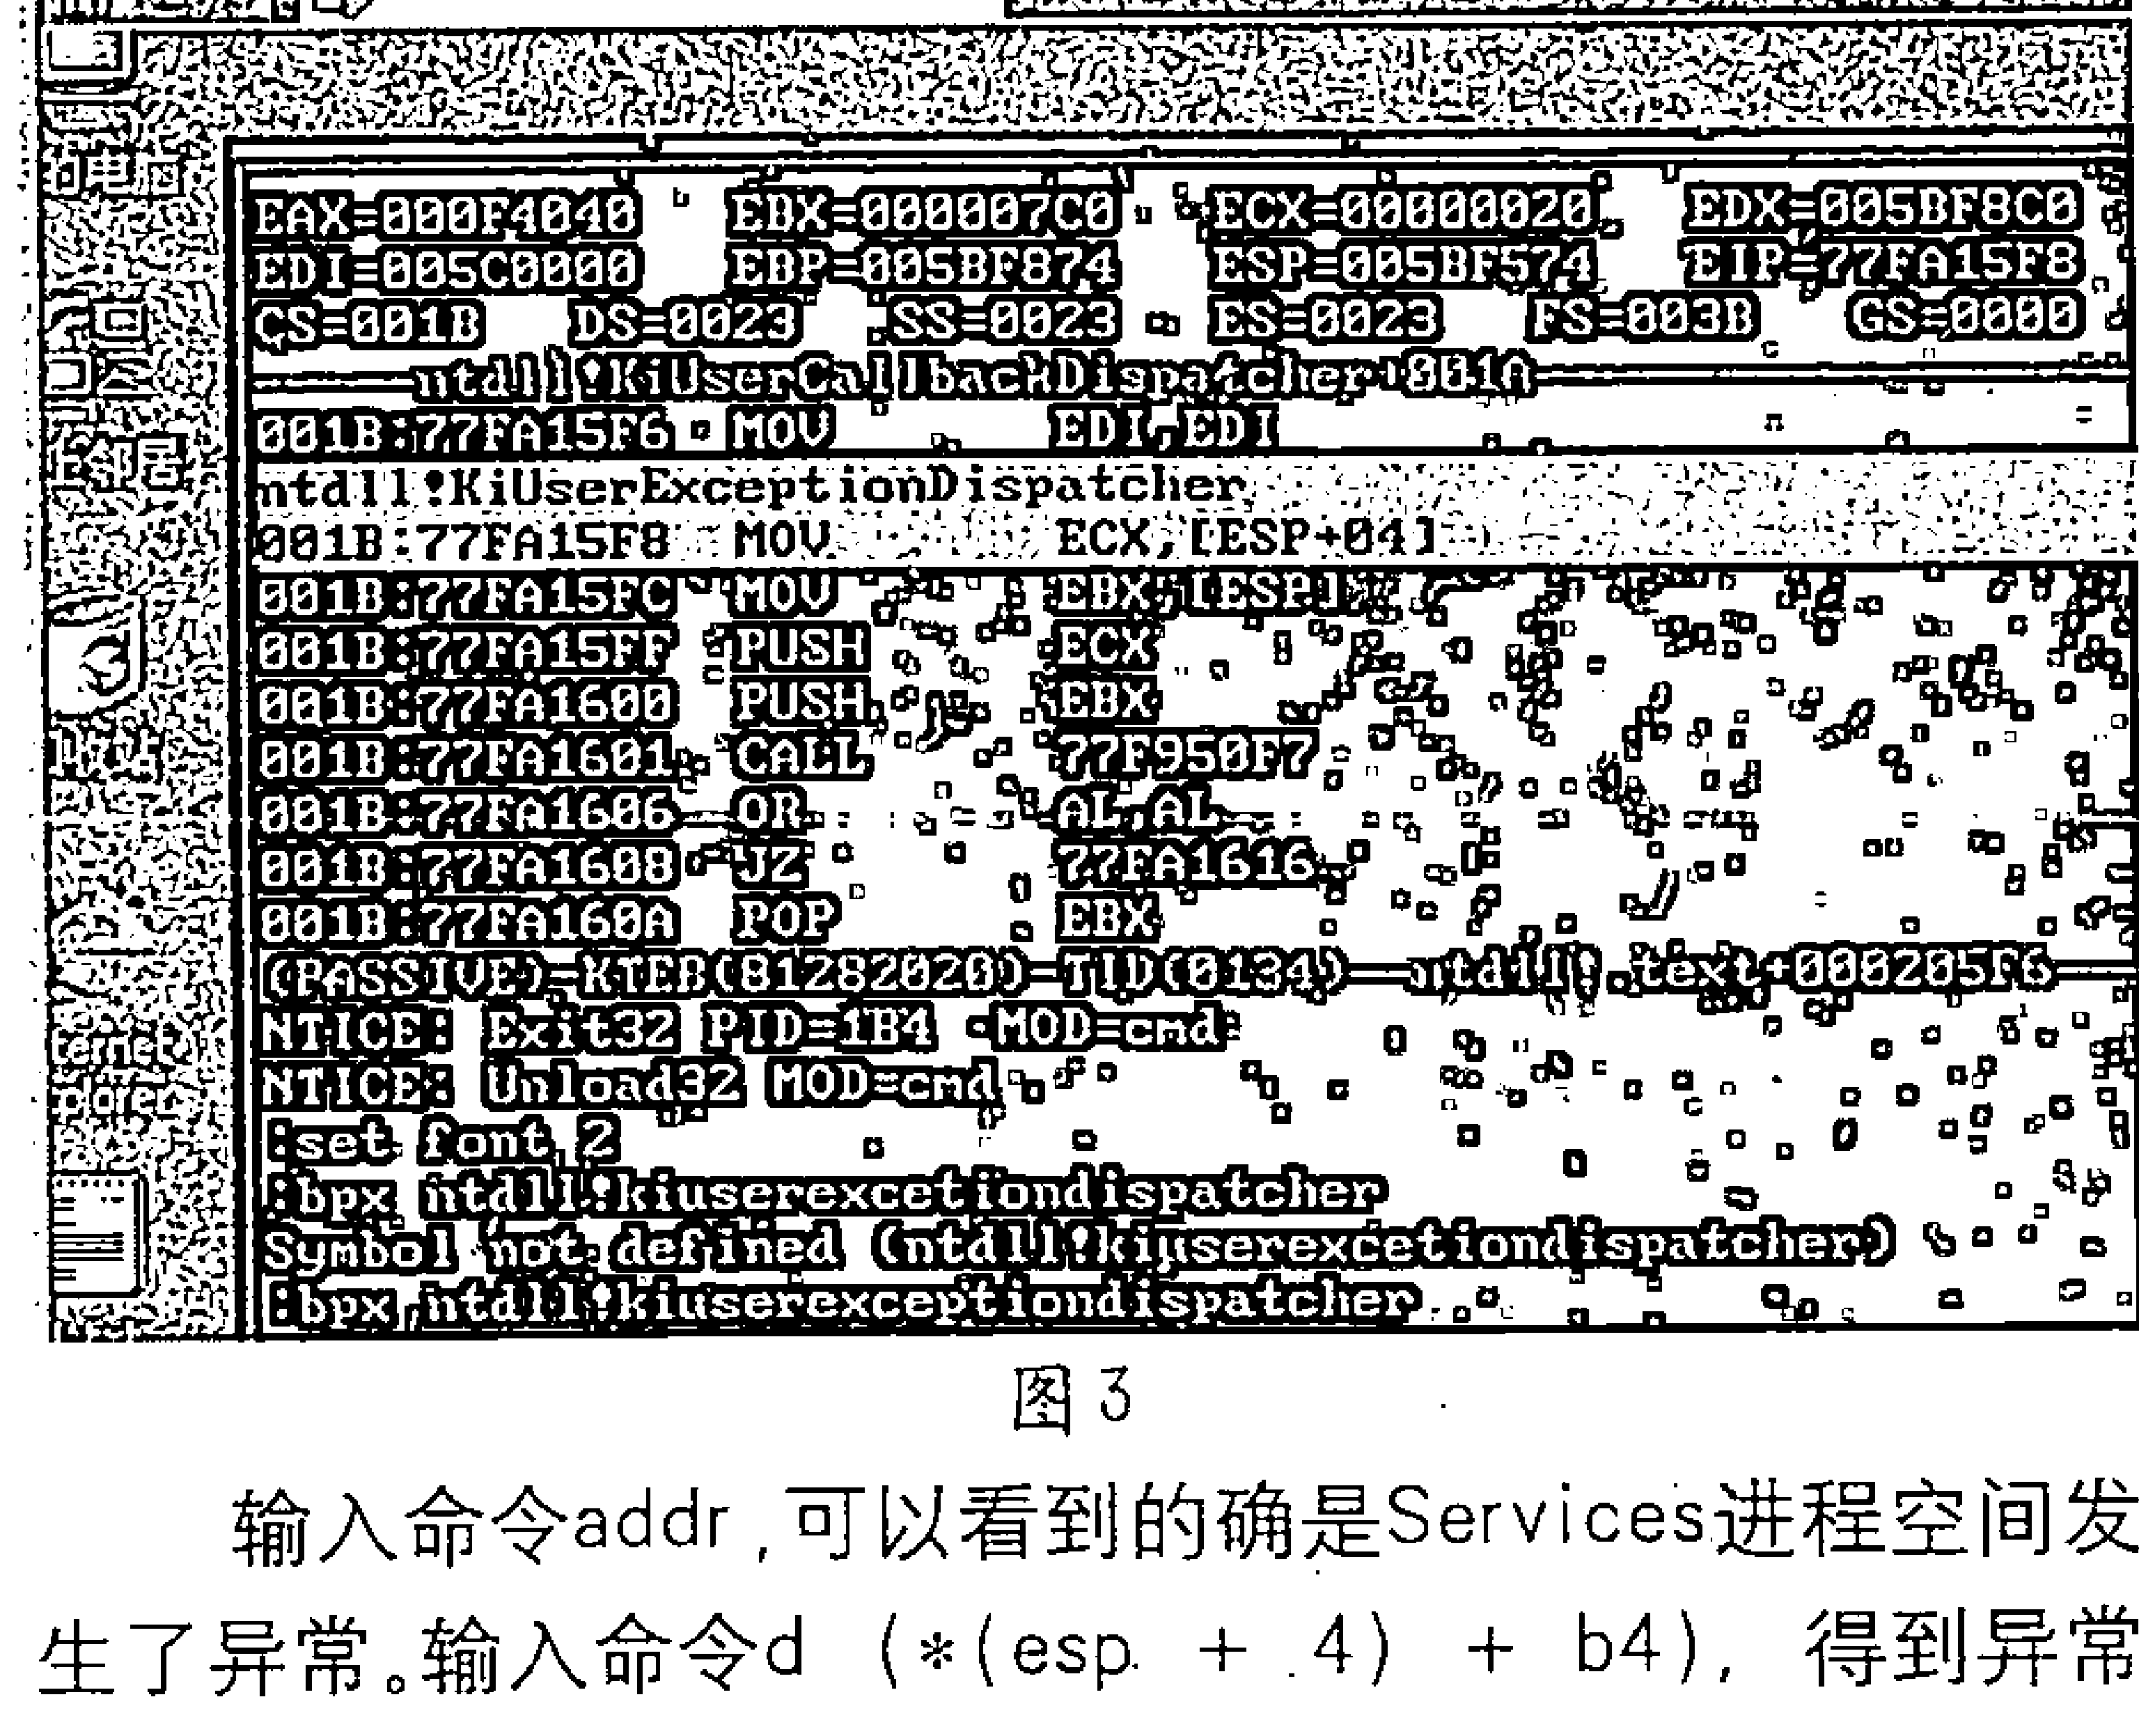 EAX=000F4040 EBX=000007C0 ECX=00000020 EDX=005BF8C0
EDI=005C0000 EBP=005BF874 ESP=005BF574 EIP=77FA15F8
CS=001B DS=0023 SS=0023 ES=0023 FS=003B GS=0000
ntdll!KiUserCallbackDispatcher+001A
001B:77FA15F6 MOV EDI,EDI
ntdll!KiUserExceptionDispatcher
001B:77FA15F8 MOV ECX,[ESP+04]
001B:77FA15FC MOV EBX,[ESP]
001B:77FA15FF PUSH ECX
001B:77FA1600 PUSH EBX
001B:77FA1601 CALL 77F950F7
001B:77FA1606 OR AL,AL
001B:77FA1608 JZ 77FA1616
001B:77FA160A POP EBX
(PASSIVE)-KTEB(81282020)-TID(0134)—ntdll!.text+000205F6
NTICE: Exit32 PID=1B4 MOD=cmd
NTICE: Unload32 MOD=cmd
:set font 2
:bpx ntdll!kiuserexcetiondispatcher
Symbol not defined (ntdll!kiuserexcetiondispatcher)
:bpx ntdll!kiuserexceptiondispatcher
图3
输入命令addr,可以看到的确是Services进程空间发
生了异常。输入命令d (*(esp + 4) + b4), 得到异常